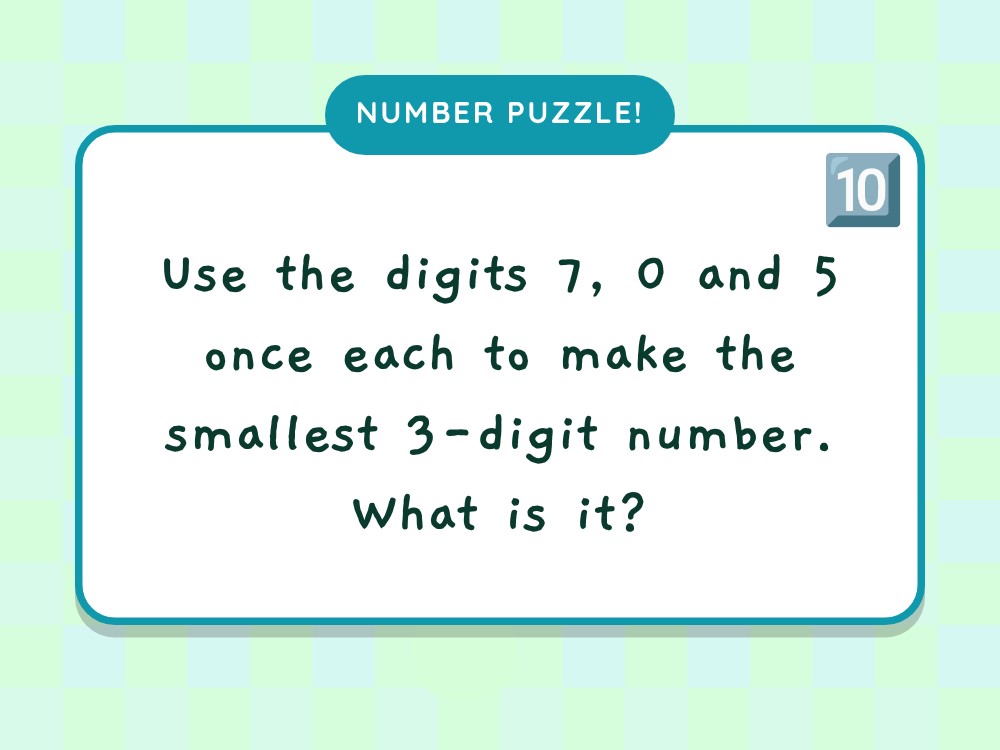 NUMBER PUZZLE!
10
Use the digits 7, 0 and 5
once each to make the
smallest 3-digit number.
What is it?